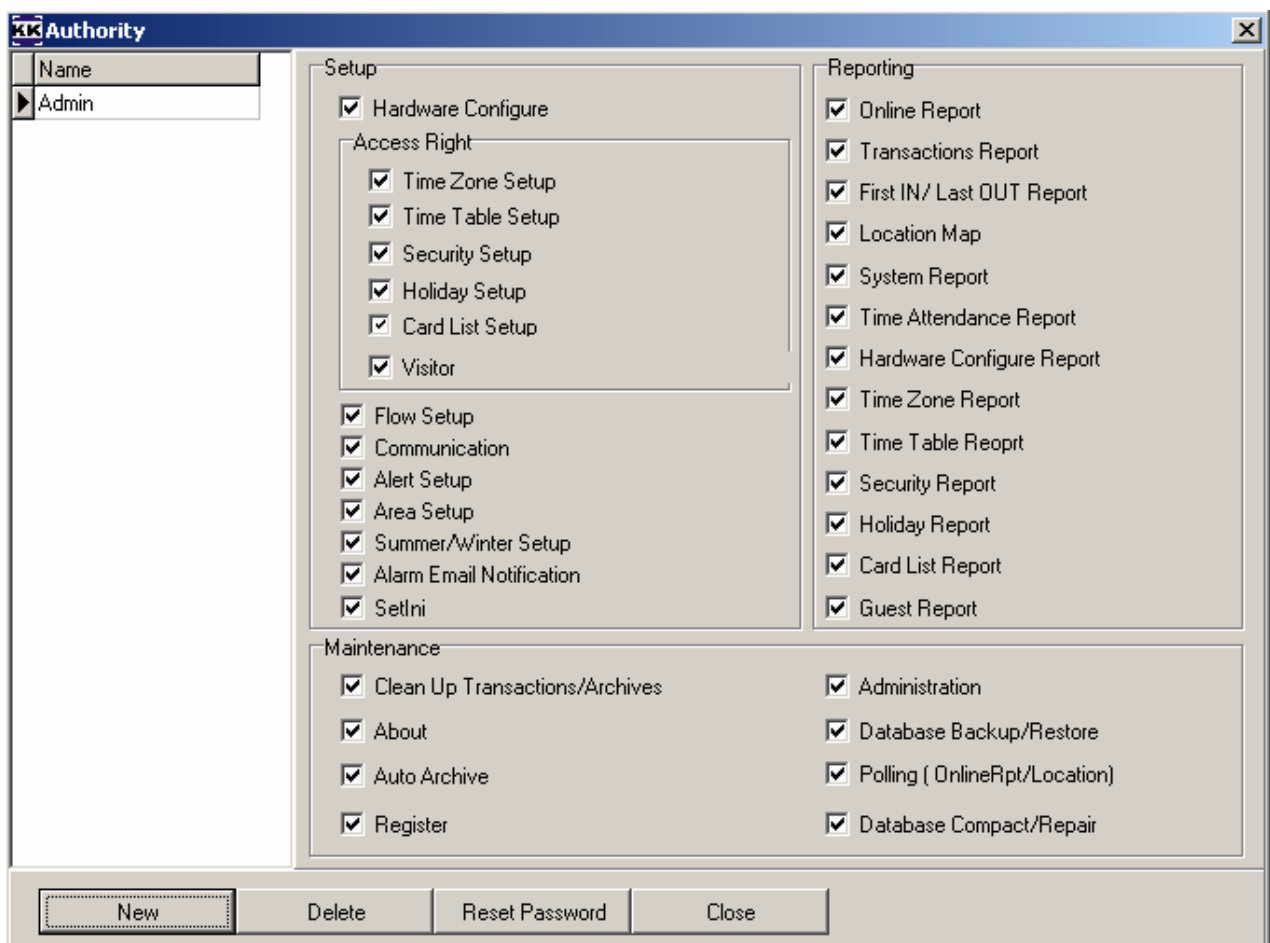 KK Authority
Name
Admin
Setup
Hardware Configure
Access Right
Time Zone Setup
Time Table Setup
Security Setup
Holiday Setup
Card List Setup
Visitor
Flow Setup
Communication
Alert Setup
Area Setup
Summer/Winter Setup
Alarm Email Notification
SetIni
Reporting
Online Report
Transactions Report
First IN/ Last OUT Report
Location Map
System Report
Time Attendance Report
Hardware Configure Report
Time Zone Report
Time Table Reoprt
Security Report
Holiday Report
Card List Report
Guest Report
Maintenance
Clean Up Transactions/Archives
About
Auto Archive
Register
Administration
Database Backup/Restore
Polling ( OnlineRpt/Location)
Database Compact/Repair
New Delete Reset Password Close